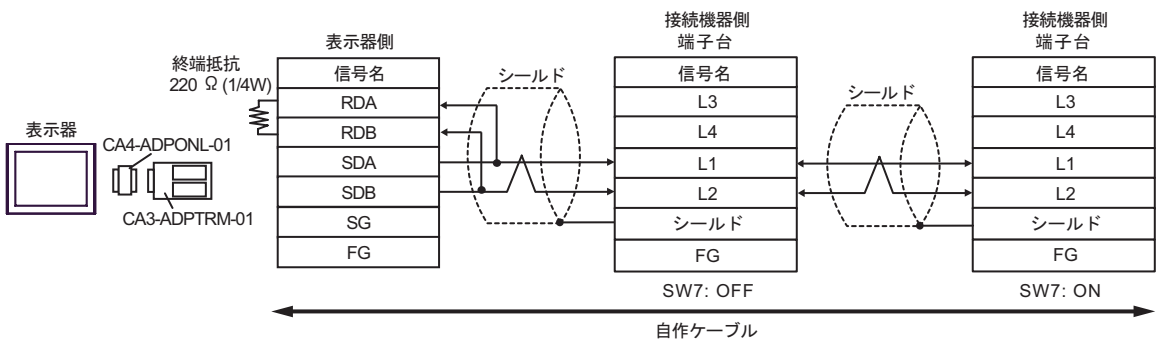 表示器
CA4-ADPONL-01
CA3-ADPTRM-01
終端抵抗
220 Ω (1/4W)
表示器側
信号名
RDA
RDB
SDA
SDB
SG
FG
シールド
接続機器側
端子台
信号名
L3
L4
L1
L2
シールド
FG
SW7: OFF
シールド
接続機器側
端子台
信号名
L3
L4
L1
L2
シールド
FG
SW7: ON
自作ケーブル